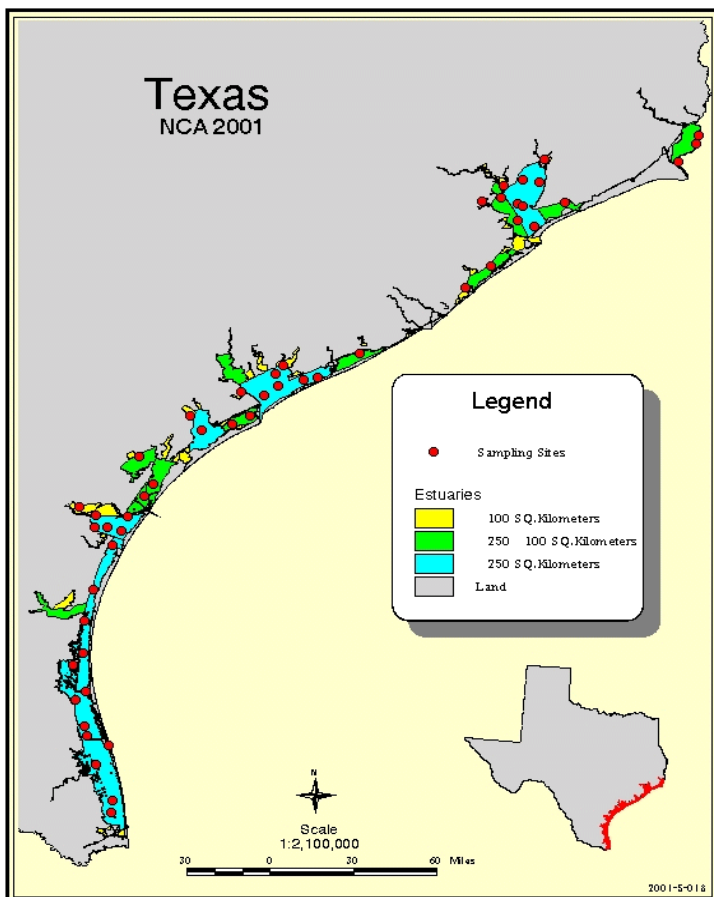 Texas
NCA 2001
Legend
Sampling Sites
Estuaries
100 SQ.Kilometers
250 100 SQ.Kilometers
250 SQ.Kilometers
Land
N
Scale
1:2,100,000
30 0 30 60 Miles
2001-S-018